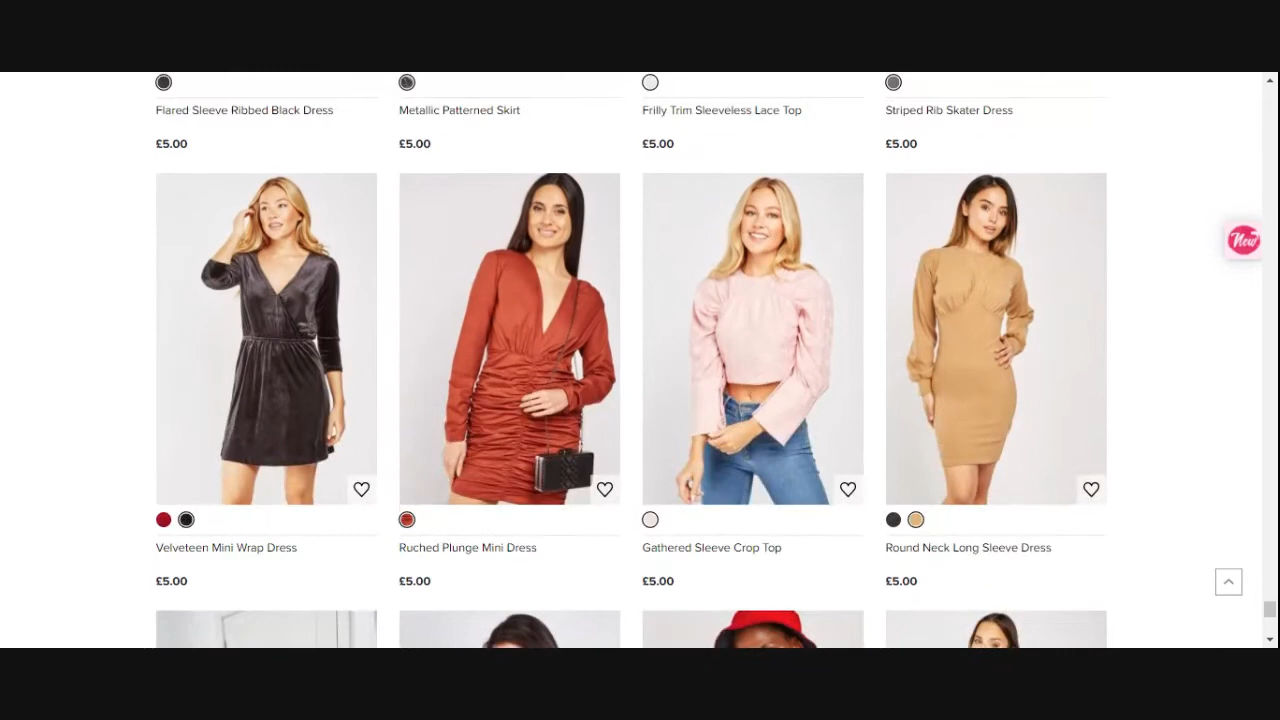 Flared Sleeve Ribbed Black Dress
Metallic Patterned Skirt
Frilly Trim Sleeveless Lace Top
Striped Rib Skater Dress
£5.00
£5.00
£5.00
£5.00
New
Velveteen Mini Wrap Dress
Ruched Plunge Mini Dress
Gathered Sleeve Crop Top
Round Neck Long Sleeve Dress
£5.00
£5.00
£5.00
£5.00